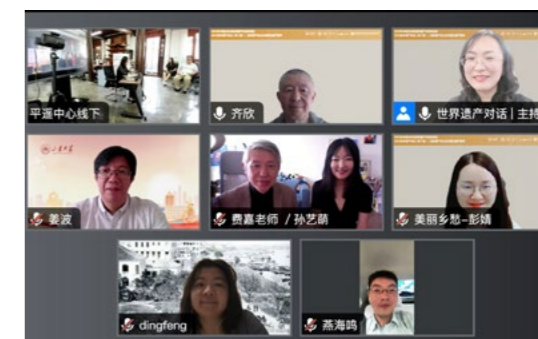 平遥中心线下
齐欣
世界遗产对话 | 主持
姜波
费嘉老师 / 孙艺萌
美丽乡愁-彭婧
dingfeng
燕海鸣